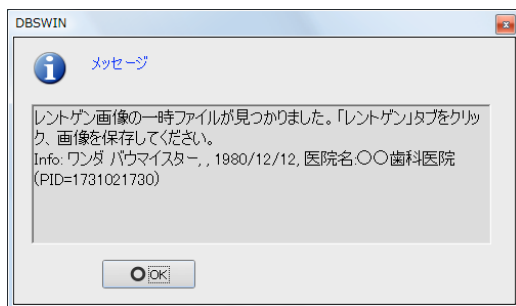 DBSWIN
メッセージ
レントゲン画像の一時ファイルが見つかりました。「レントゲン」タブをクリッ
ク、画像を保存してください。
Info: ワンダ バウマイスター, , 1980/12/12, 医院名:〇〇歯科医院
(PID=1731021730)
OK